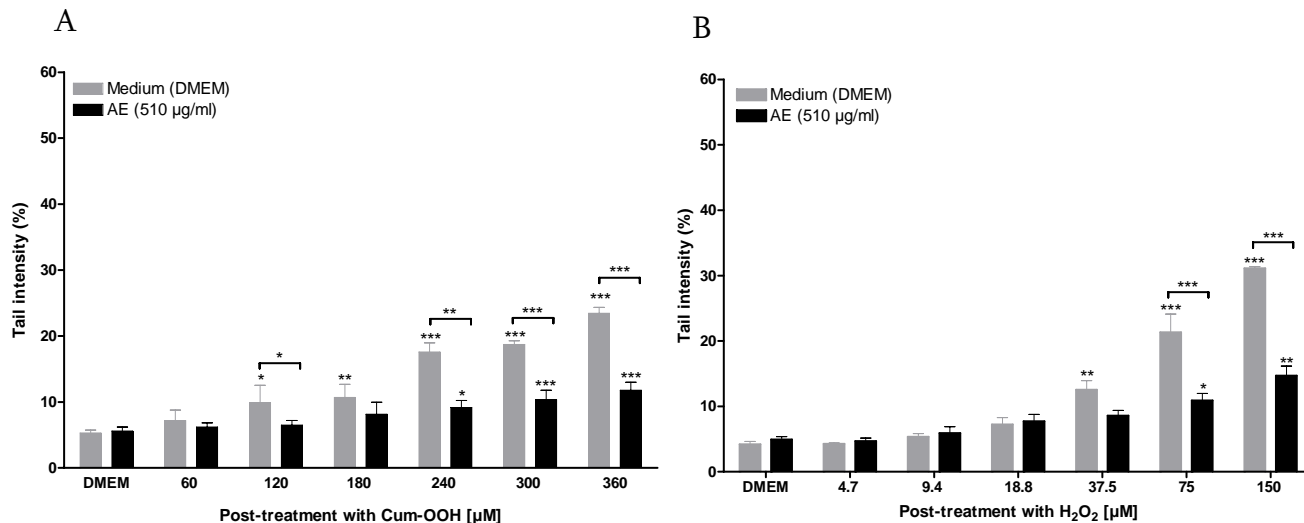 A
60
50
40
30
20
10
0
Tail intensity (%)
Medium (DMEM)
AE (510 µg/ml)
*
*
**
***
**
*
***
***
***
***
***
***
DMEM 60 120 180 240 300 360
Post-treatment with Cum-OOH [µM]
B
60
50
40
30
20
10
0
Tail intensity (%)
Medium (DMEM)
AE (510 µg/ml)
**
***
***
*
***
***
**
DMEM 4.7 9.4 18.8 37.5 75 150
Post-treatment with H₂O₂ [µM]